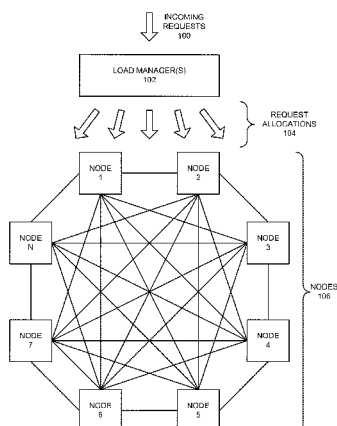 INCOMING
REQUESTS
100
LOAD MANAGER(S)
102
REQUEST
ALLOCATIONS
104
NODE
1
NODE
2
NODE
N
NODE
3
NODES
106
NODE
7
NODE
4
NODE
6
NODE
5